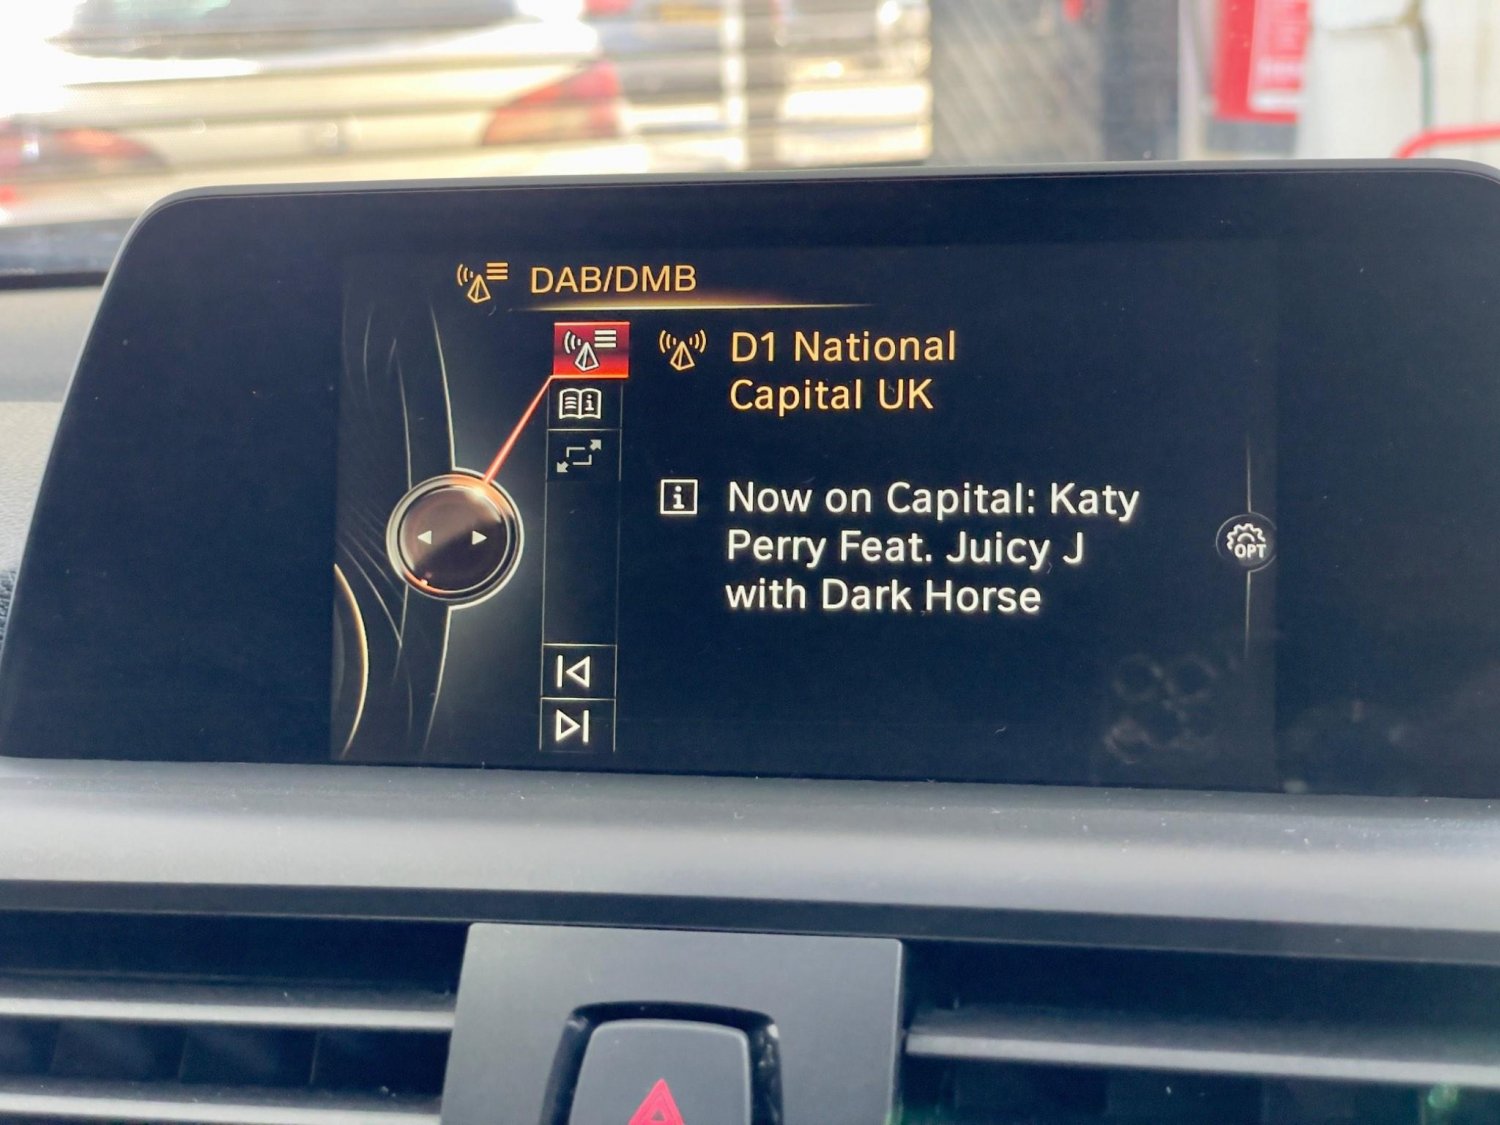 DAB/DMB
D1 National
Capital UK
Now on Capital: Katy
Perry Feat. Juicy J
with Dark Horse
OPT